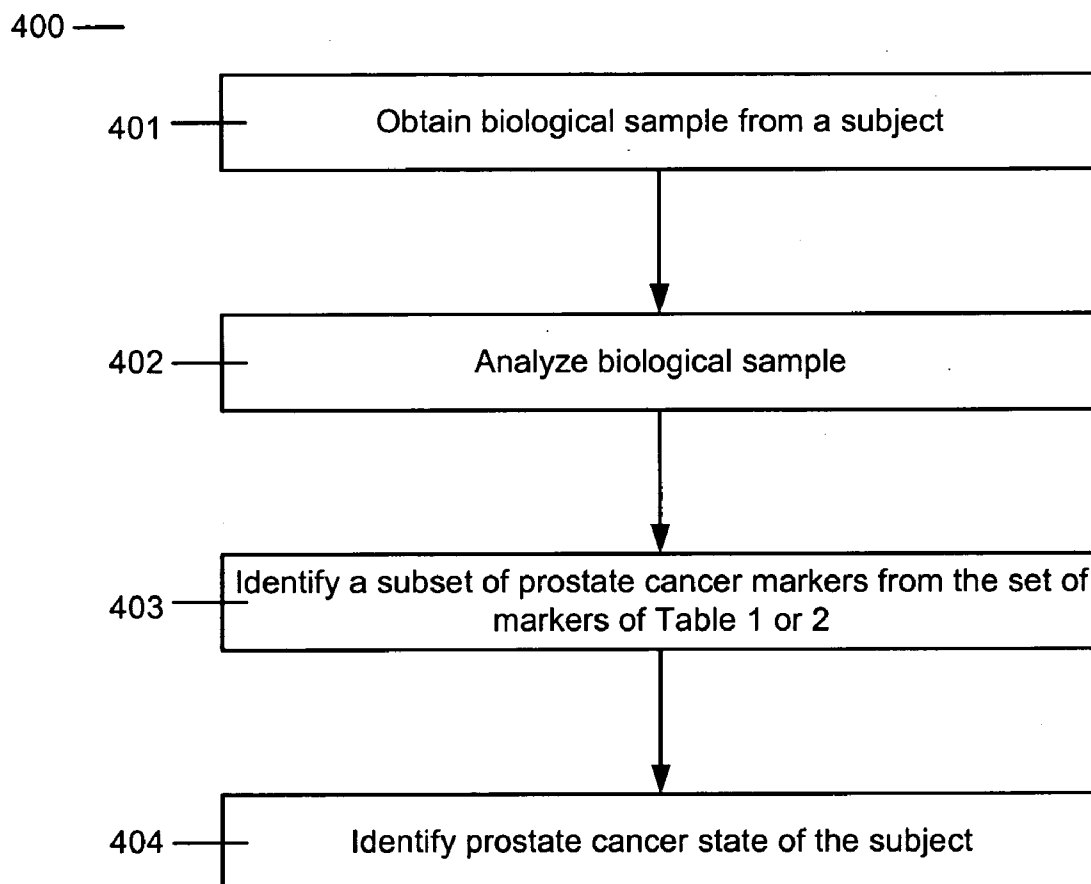 400
401
Obtain biological sample from a subject
402
Analyze biological sample
403
Identify a subset of prostate cancer markers from the set of
markers of Table 1 or 2
404
Identify prostate cancer state of the subject